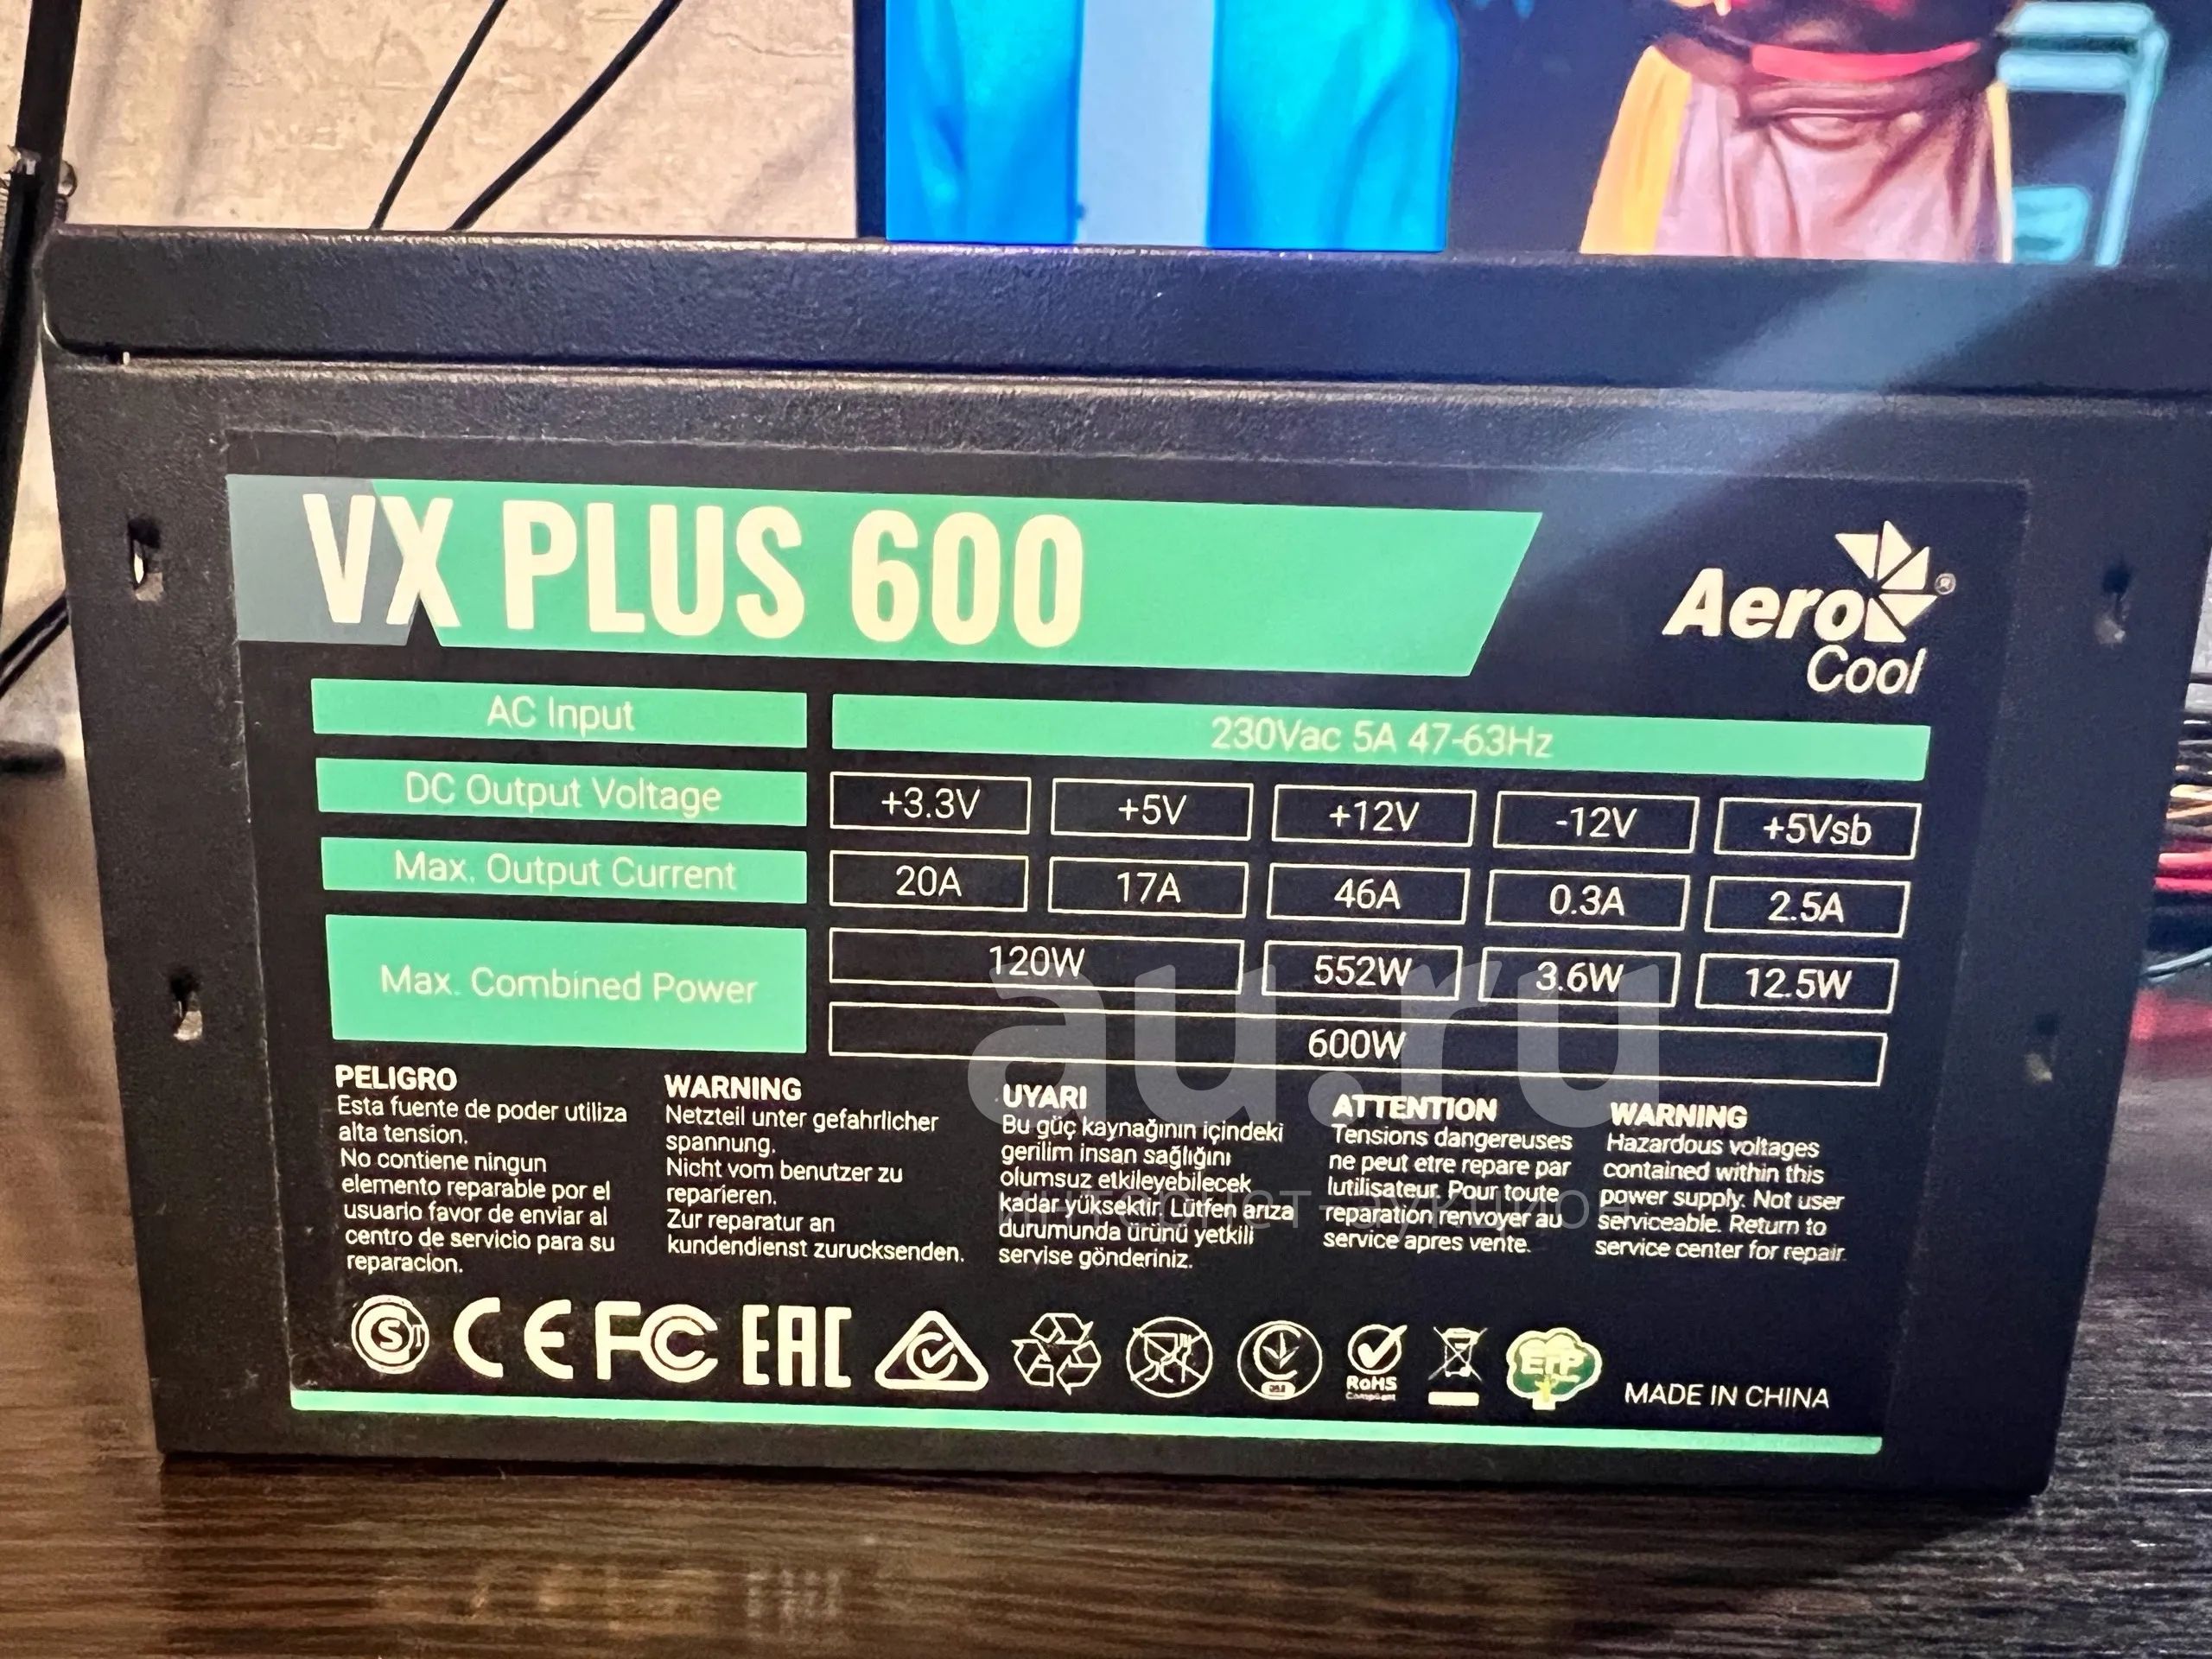 VX PLUS 600
Aero
Cool
®
AC Input
230Vac 5A 47-63Hz
DC Output Voltage
+3.3V
+5V
+12V
-12V
+5Vsb
Max. Output Current
20A
17A
46A
0.3A
2.5A
Max. Combined Power
120W
552W
3.6W
12.5W
600W
au.ru
интернет-аукцион
PELIGRO
Esta fuente de poder utiliza
alta tension.
No contiene ningun
elemento reparable por el
usuario favor de enviar al
centro de servicio para su
reparacion.
WARNING
Netzteil unter gefahrlicher
spannung.
Nicht vom benutzer zu
reparieren.
Zur reparatur an
kundendienst zurucksenden.
UYARI
Bu güç kaynağının içindeki
gerilim insan sağlığını
olumsuz etkileyebilecek
kadar yüksektir. Lütfen arıza
durumunda ürünü yetkili
servise gönderiniz.
ATTENTION
Tensions dangereuses
ne peut etre repare par
lutilisateur. Pour toute
reparation renvoyer au
service apres vente.
WARNING
Hazardous voltages
contained within this
power supply. Not user
serviceable. Return to
service center for repair.
S
CE FC EAC
RoHS
Compliant
ErP
MADE IN CHINA